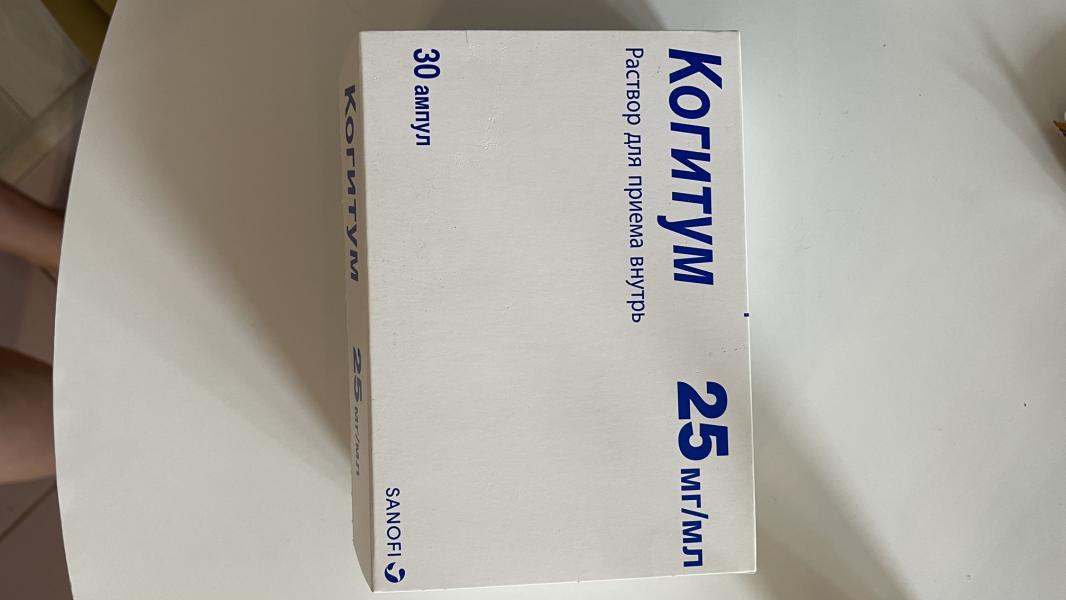 Когитум 25 мг/мл
Раствор для приема внутрь
30 ампул
SANOFI
Когитум 25 мг/мл